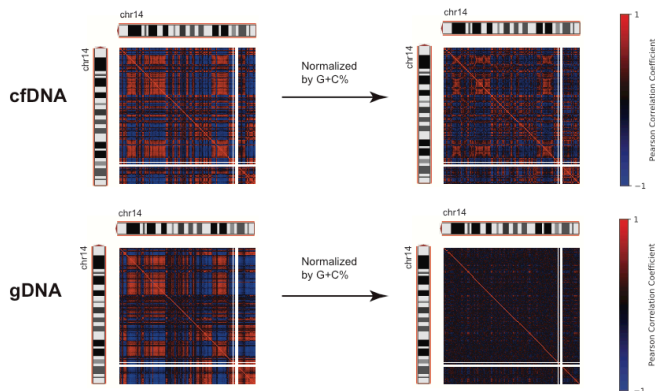 chr14
chr14
cfDNA
Normalized
by G+C%
chr14
chr14
1
Pearson Correlation Coefficient
−1
chr14
chr14
gDNA
Normalized
by G+C%
chr14
chr14
1
Pearson Correlation Coefficient
−1